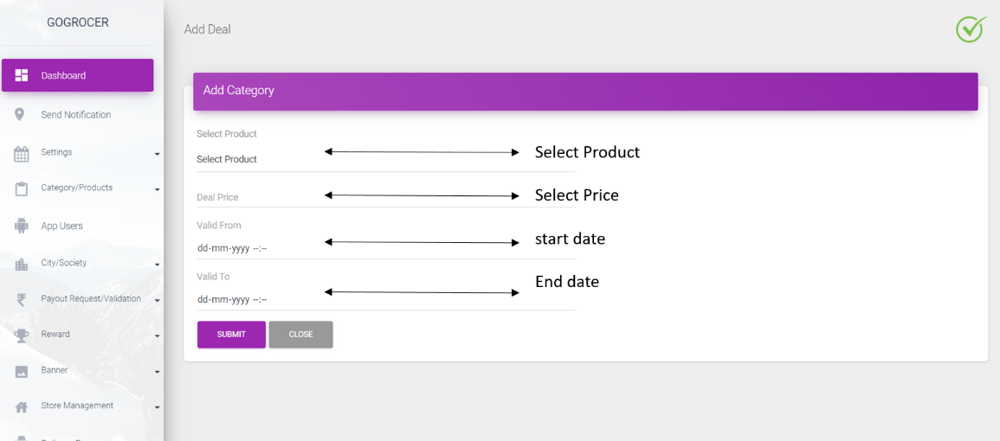 GOGROCER
Add Deal
Dashboard
Add Category
Send Notification
Select Product
Settings
Select Product
Select Product
Category/Products
Deal Price
Select Price
App Users
Valid From
dd-mm-yyyy --:--
start date
City/Society
Valid To
End date
Payout Request/Validation
dd-mm-yyyy --:--
Reward
SUBMIT
CLOSE
Banner
Store Management